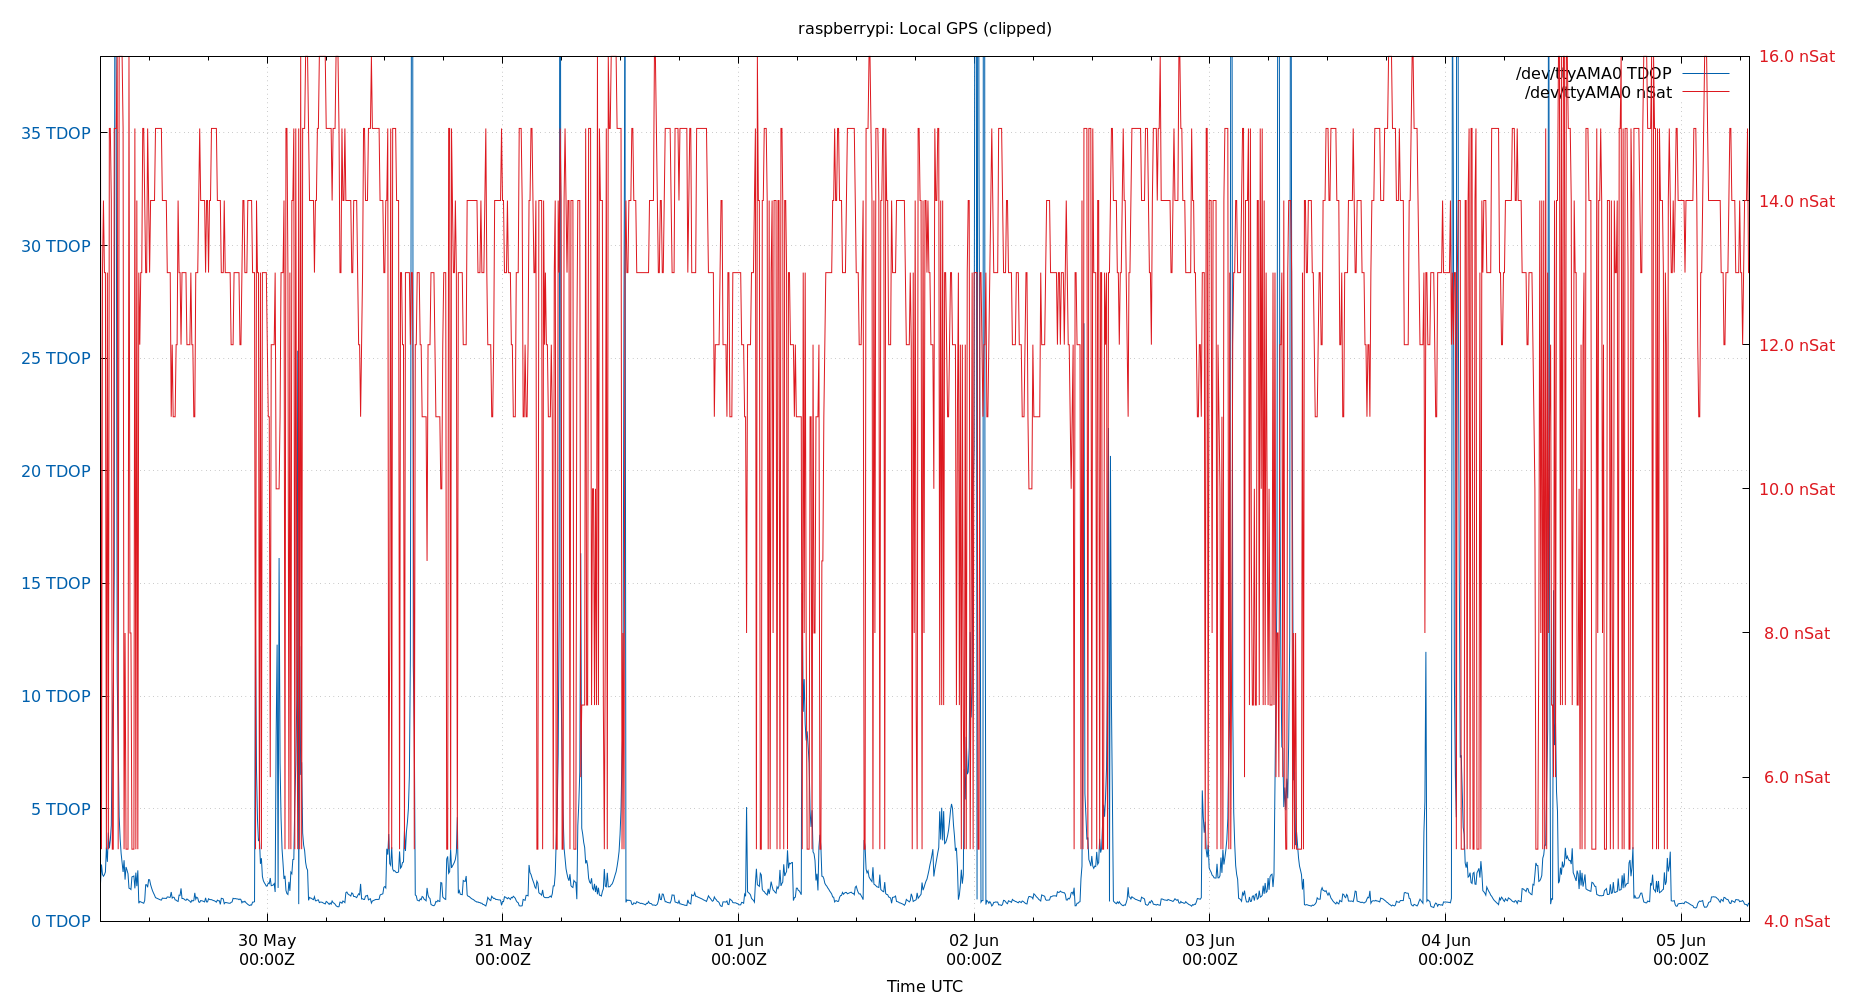 raspberrypi: Local GPS (clipped)
/dev/ttyAMA0 TDOP
/dev/ttyAMA0 nSat
35 TDOP
30 TDOP
25 TDOP
20 TDOP
15 TDOP
10 TDOP
5 TDOP
0 TDOP
16.0 nSat
14.0 nSat
12.0 nSat
10.0 nSat
8.0 nSat
6.0 nSat
4.0 nSat
30 May
00:00Z
31 May
00:00Z
01 Jun
00:00Z
02 Jun
00:00Z
03 Jun
00:00Z
04 Jun
00:00Z
05 Jun
00:00Z
Time UTC